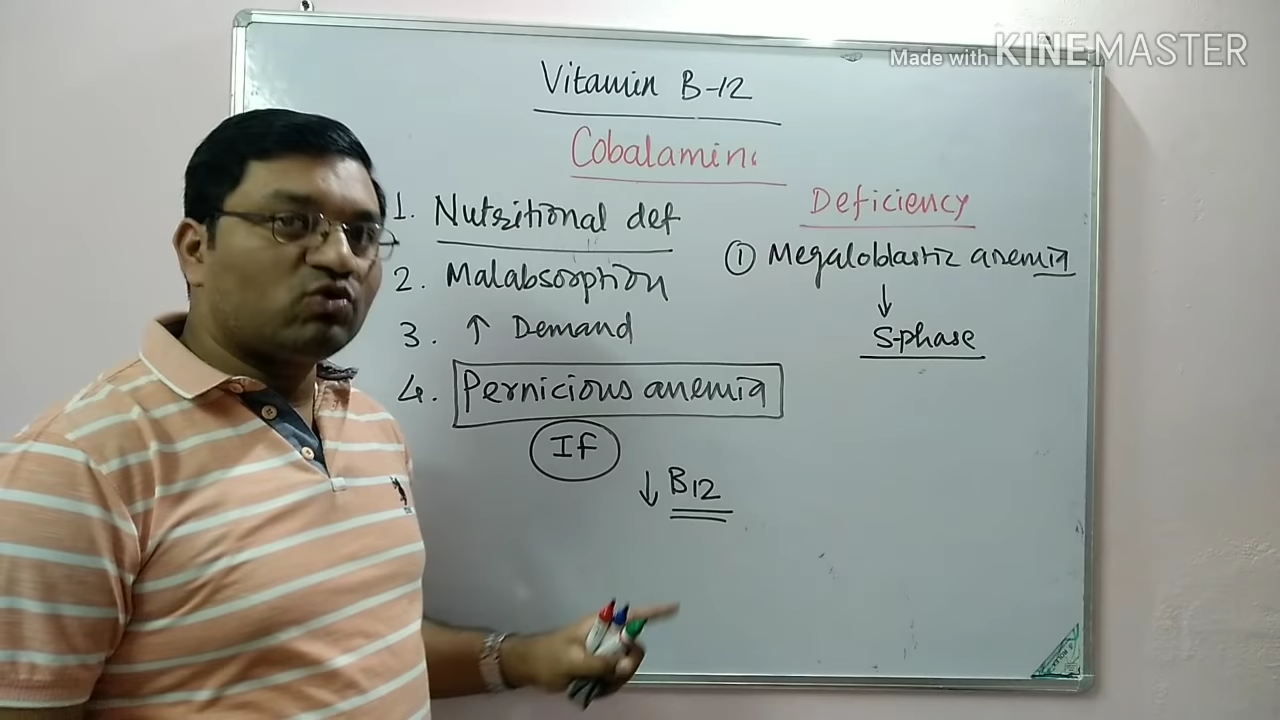 Made with KINEMASTER
Vitamin B-12
Cobalamin
1. Nutritional def
2. Malabsorption
3. ↑ Demand
4. Pernicious anemia
If
↓ B12
Deficiency
① Megaloblastic anemia
↓
S-phase